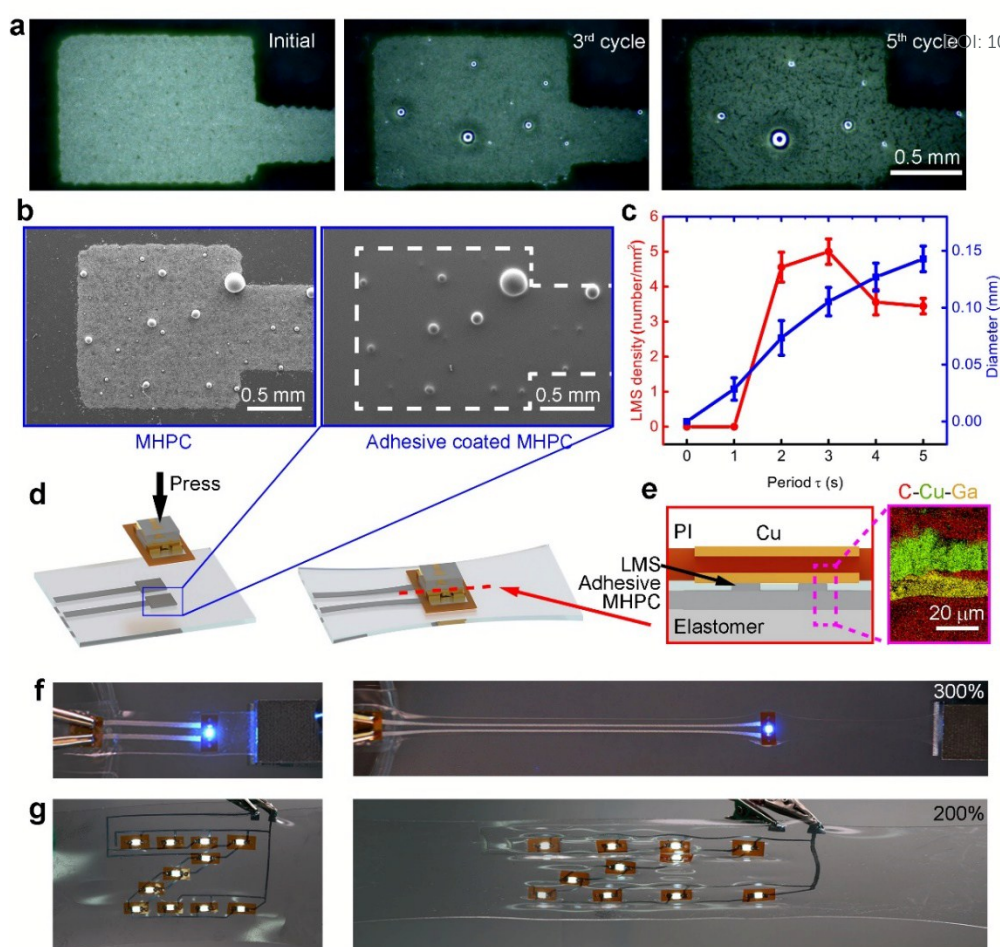 a
Initial
3rd cycle
5th cycle
DOI: 10
0.5 mm
b
0.5 mm
0.5 mm
MHPC
Adhesive coated MHPC
c
LMS density (number/mm²)
6
5
4
3
2
1
0
0.15
0.10
0.05
0.00
Diameter (mm)
0 1 2 3 4 5
Period τ (s)
d
Press
e
PI
Cu
LMS
Adhesive
MHPC
Elastomer
C-Cu-Ga
20 μm
f
300%
g
200%